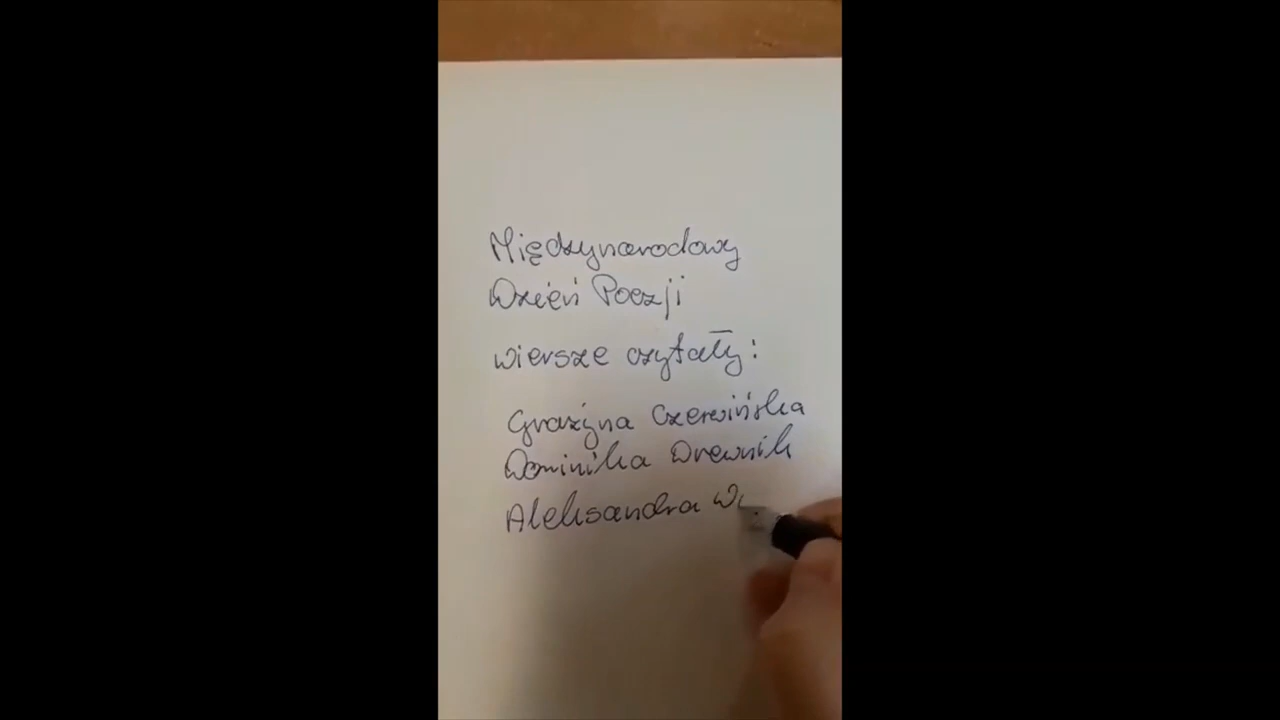 Międzynarodowy
Dzień Poezji
wiersze czytały:
Grażyna Czerwińska
Dominika Drewnik
Aleksandra